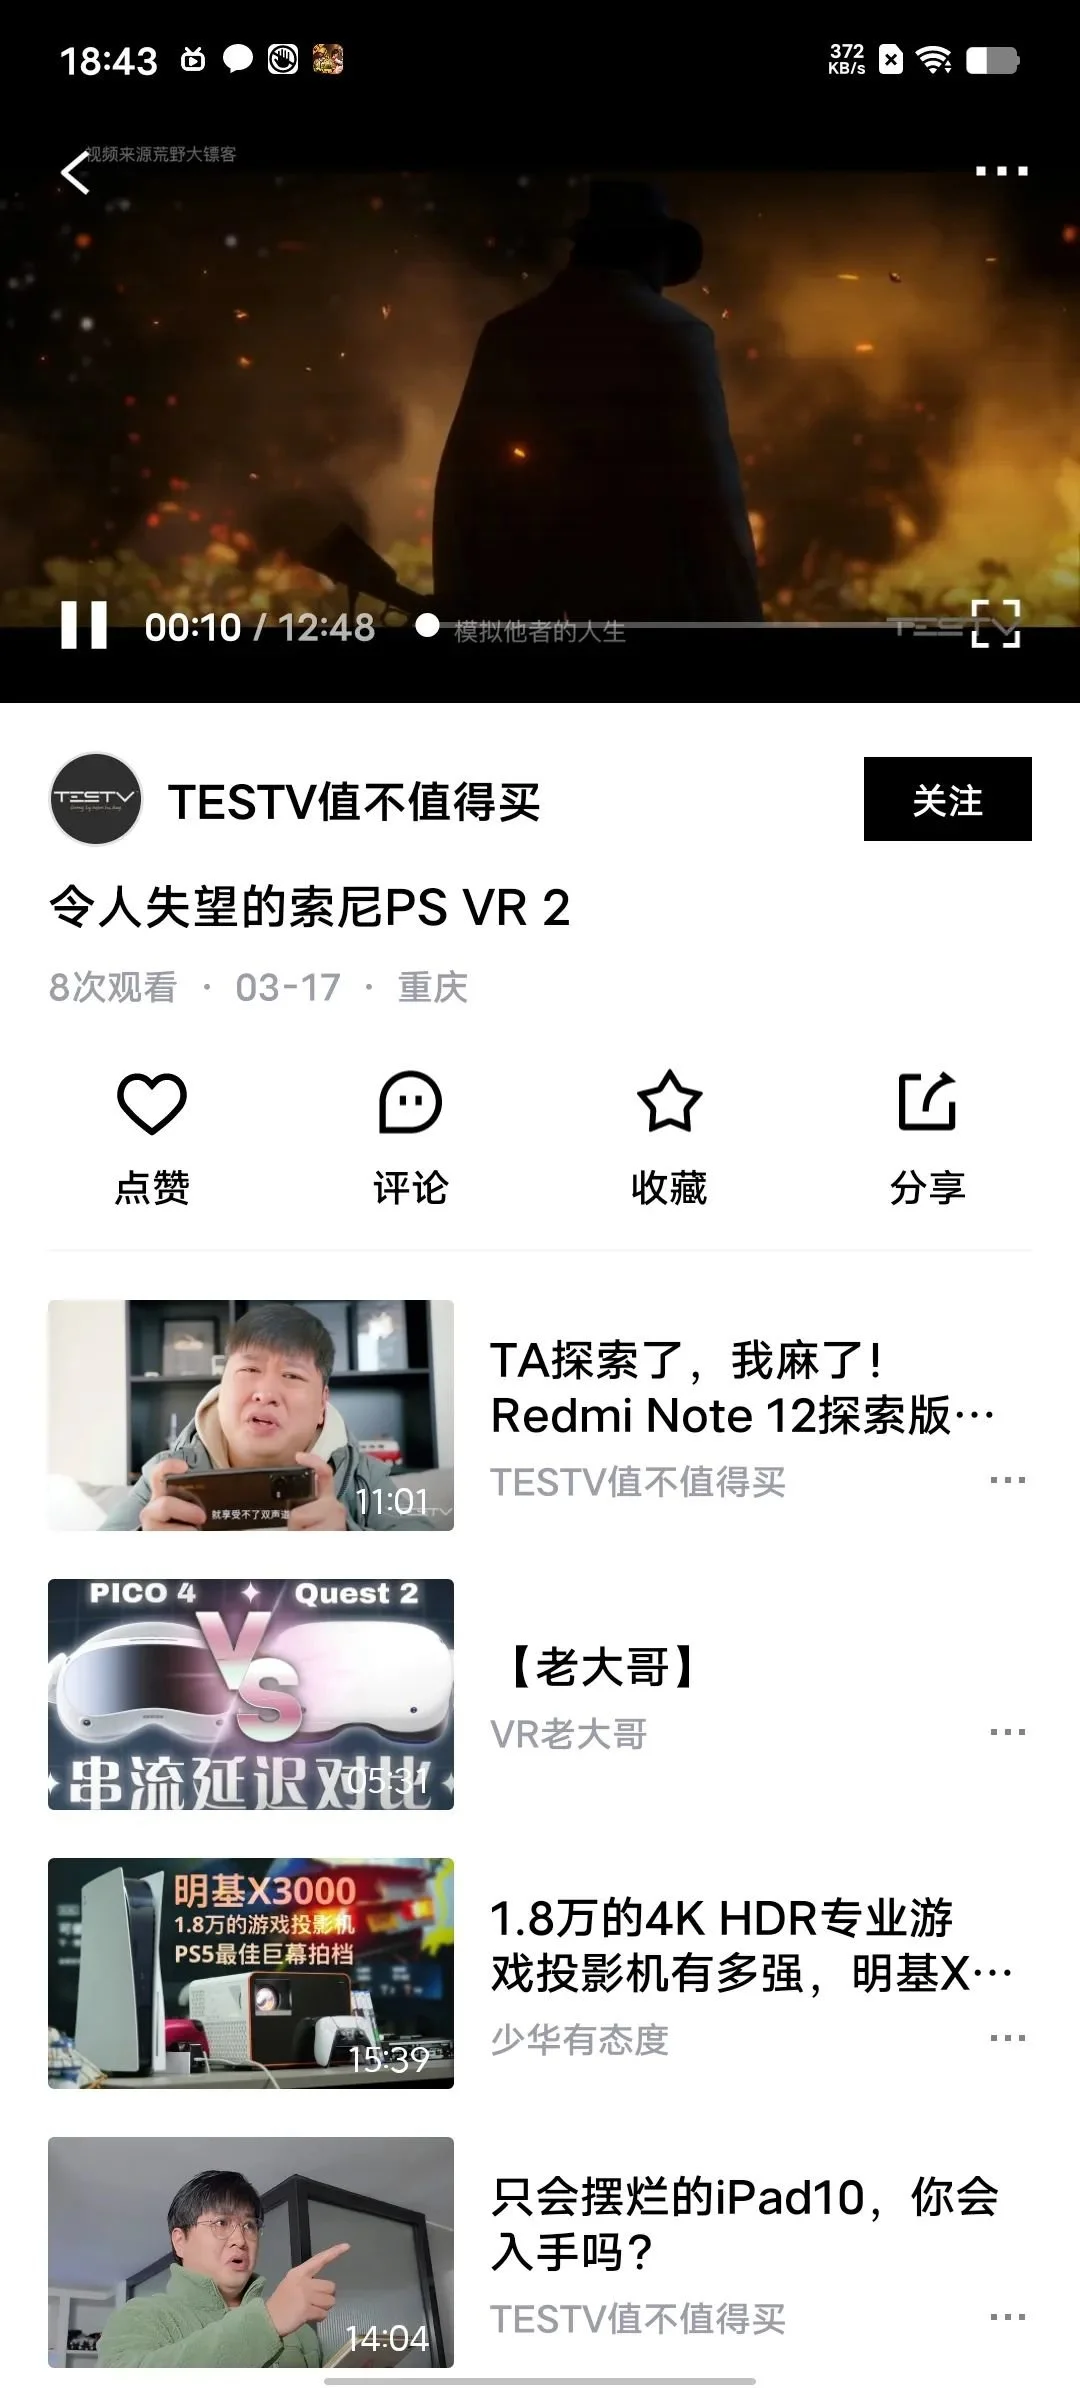 18:43
372
KB/s
视频来源荒野大镖客
00:10 / 12:48
模拟他者的人生
TESTV
TESTV
TESTV值不值得买
关注
令人失望的索尼PS VR 2
8次观看 · 03-17 · 重庆
点赞
评论
收藏
分享
就享受不了双声道
11:01
TA探索了，我麻了！
Redmi Note 12探索版…
TESTV值不值得买
PICO 4
Quest 2
VS
串流延迟对比
05:31
【老大哥】
VR老大哥
明基X3000
1.8万的游戏投影机
PS5最佳巨幕拍档
15:39
1.8万的4K HDR专业游
戏投影机有多强，明基X…
少华有态度
14:04
只会摆烂的iPad10，你会
入手吗？
TESTV值不值得买